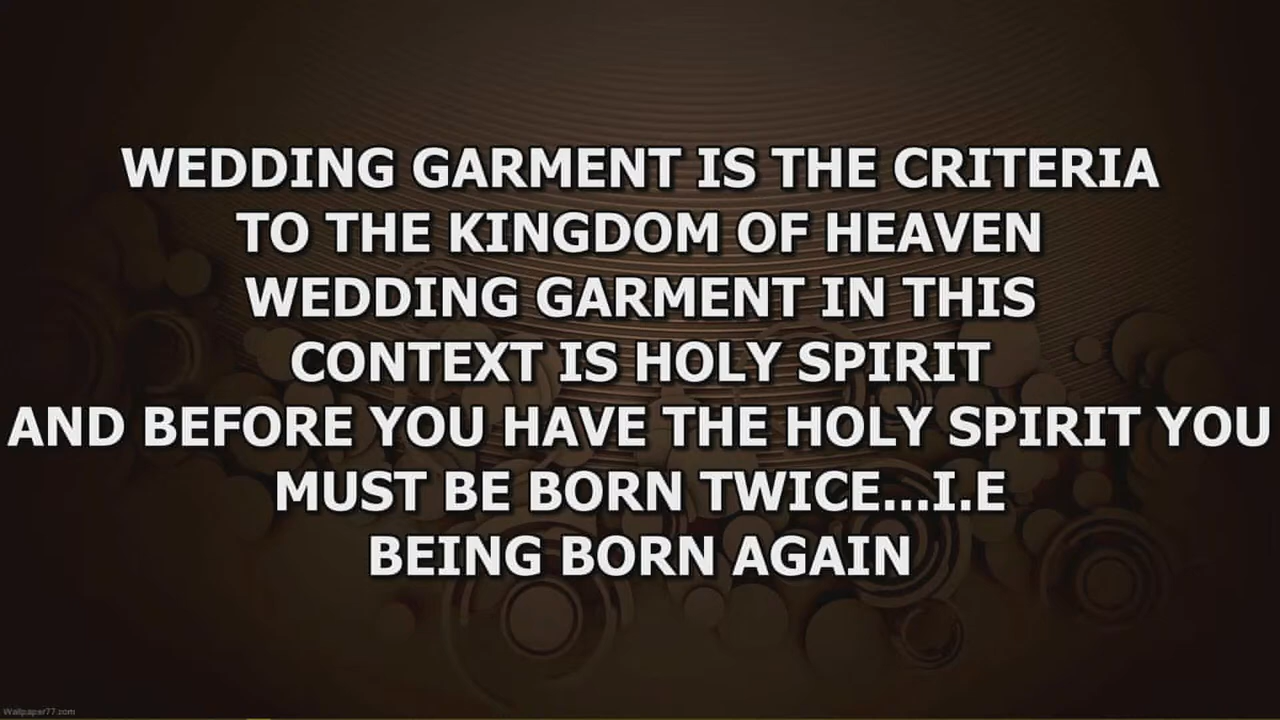 WEDDING GARMENT IS THE CRITERIA
TO THE KINGDOM OF HEAVEN
WEDDING GARMENT IN THIS
CONTEXT IS HOLY SPIRIT
AND BEFORE YOU HAVE THE HOLY SPIRIT YOU
MUST BE BORN TWICE...I.E
BEING BORN AGAIN
Wallpaper77.com